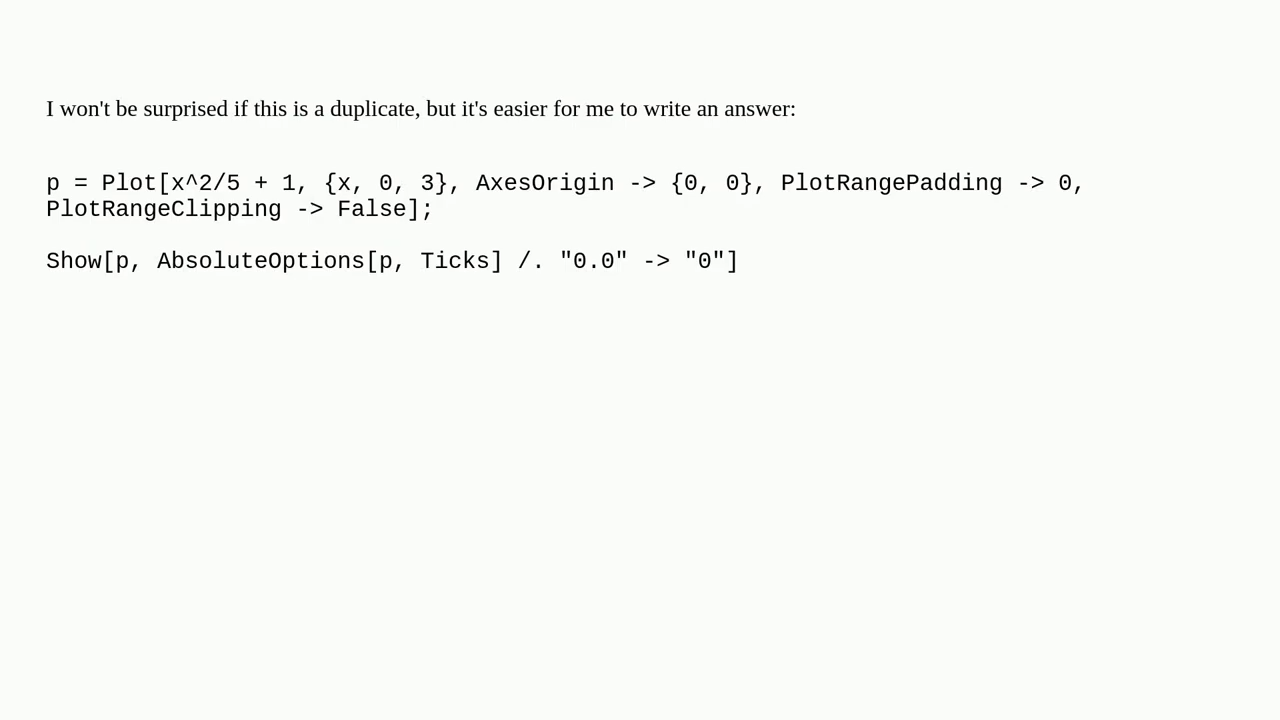 I won't be surprised if this is a duplicate, but it's easier for me to write an answer:
p = Plot[x^2/5 + 1, {x, 0, 3}, AxesOrigin -> {0, 0}, PlotRangePadding -> 0,
PlotRangeClipping -> False];
Show[p, AbsoluteOptions[p, Ticks] /. "0.0" -> "0"]